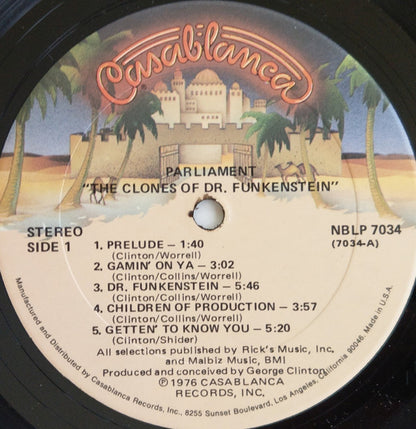 Casablanca
PARLIAMENT
"THE CLONES OF DR. FUNKENSTEIN"
STEREO
SIDE 1
NBLP 7034
(7034-A)
1. PRELUDE – 1:40
(Clinton/Worrell)
2. GAMIN' ON YA – 3:02
(Clinton/Collins/Worrell)
3. DR. FUNKENSTEIN – 5:46
(Clinton/Collins/Worrell)
4. CHILDREN OF PRODUCTION – 3:57
(Clinton/Collins/Worrell)
5. GETTEN' TO KNOW YOU – 5:20
(Clinton/Shider)
All selections published by Rick's Music, Inc.
and Malbiz Music, BMI
Produced and conceived by George Clinton
℗ 1976 CASABLANCA
RECORDS, INC.
Manufactured and Distributed by Casablanca Records, Inc., 8255 Sunset Boulevard, Los Angeles, California 90046. Made in U.S.A.